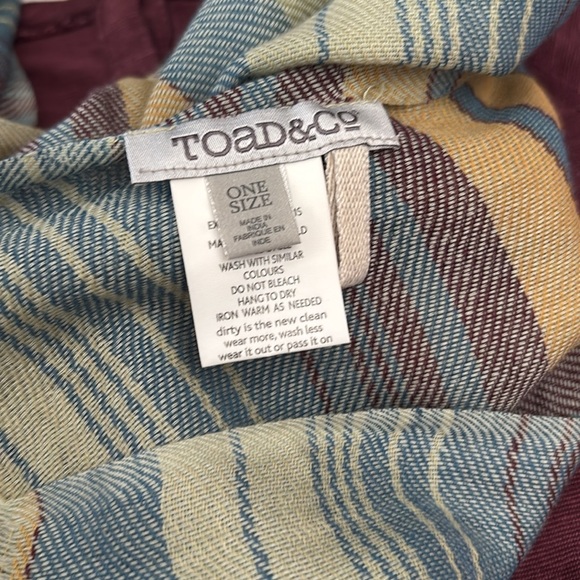 TOAD&CO
ONE
SIZE
MADE IN
INDIA
FABRIQUE EN
INDE
WASH WITH SIMILAR
COLOURS
DO NOT BLEACH
HANG TO DRY
IRON WARM AS NEEDED
dirty is the new clean
wear more, wash less
wear it out or pass it on